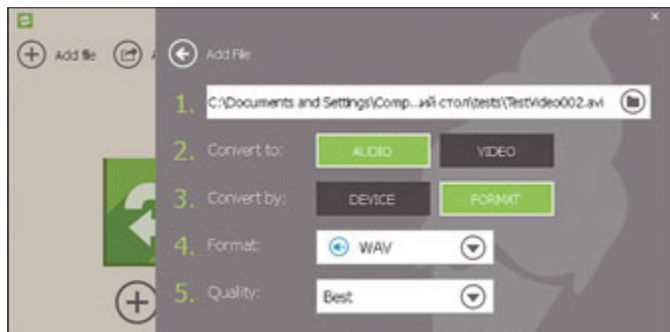 Add file
Add File
1. C:\Documents and Settings\Comp...ий стол\tests\TestVideo002.avi
2. Convert to: AUDIO VIDEO
3. Convert by: DEVICE FORMAT
4. Format: WAV
5. Quality: Best